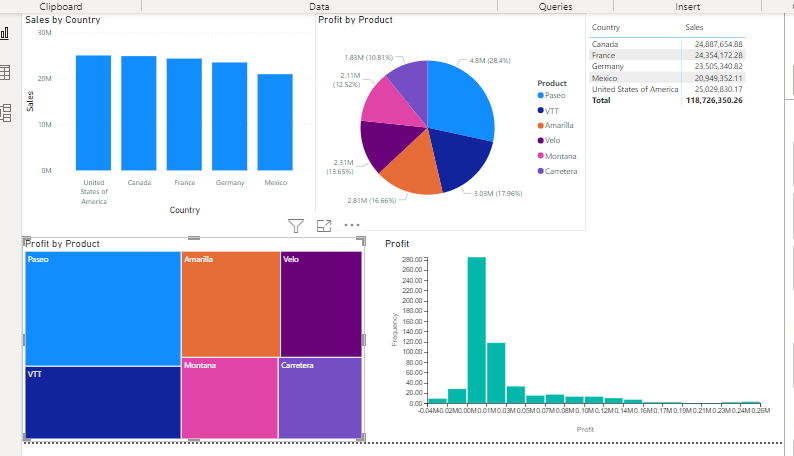 Clipboard
Data
Queries
Insert
Sales by Country
30M
20M
10M
0M
Sales
United States of America
Canada
France
Germany
Mexico
Country
Profit by Product
1.83M (10.81%)
4.8M (28.4%)
2.11M
(12.52%)
2.31M
(13.65%)
2.81M (16.66%)
3.03M (17.96%)
Product
Paseo
VTT
Amarilla
Velo
Montana
Carretera
Country Sales
Canada 24,887,654.88
France 24,354,172.28
Germany 23,505,340.82
Mexico 20,949,352.11
United States of America 25,029,830.17
Total 118,726,350.26
Profit by Product
Paseo
Amarilla
Velo
VTT
Montana
Carretera
Profit
280.00
260.00
240.00
220.00
200.00
180.00
160.00
140.00
120.00
100.00
80.00
60.00
40.00
20.00
0.00
Frequency
-0.04M -0.02M 0.00M 0.01M 0.03M 0.05M 0.07M 0.08M 0.10M 0.12M 0.14M 0.16M 0.17M 0.19M 0.21M 0.23M 0.24M 0.26M
Profit